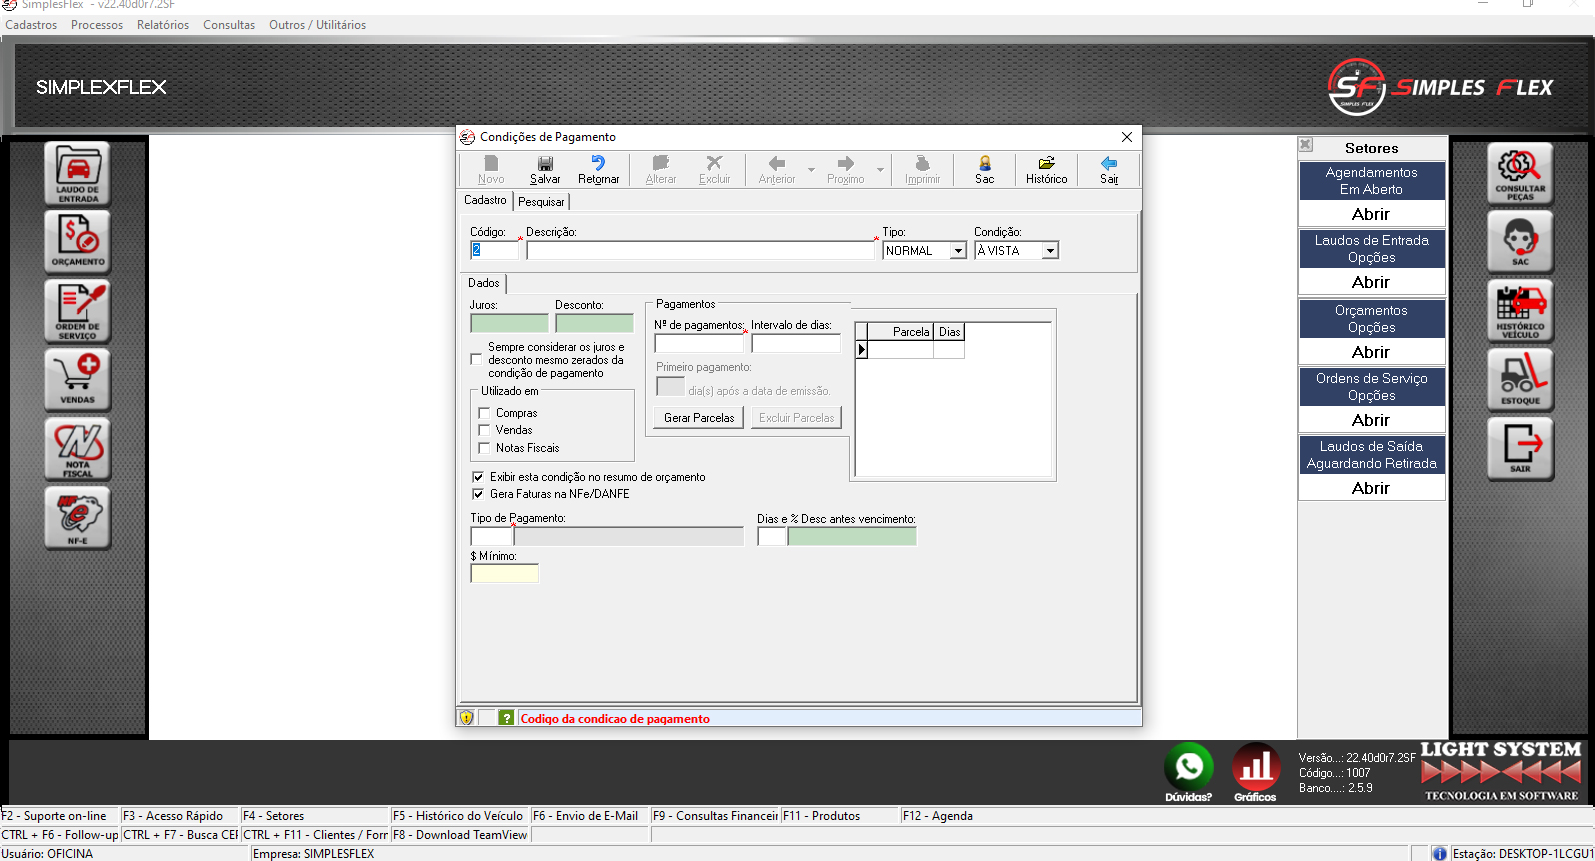 SimplesFlex - v22.40d0r7.2SF
Cadastros Processos Relatórios Consultas Outros / Utilitários
SIMPLEXFLEX
SF SIMPLES FLEX
SIMPLES FLEX
LAUDO DE
ENTRADA
ORÇAMENTO
ORDEM DE
SERVIÇO
VENDAS
NOTA
FISCAL
NF-E
Condições de Pagamento
Novo Salvar Retornar Alterar Excluir Anterior Proximo Imprimir Sac Histórico Sair
Cadastro Pesquisar
Código: * Descrição: * Tipo: Condição:
2 NORMAL À VISTA
Dados
Juros: Desconto:
Sempre considerar os juros e
desconto mesmo zerados da
condição de pagamento
Utilizado em
Compras
Vendas
Notas Fiscais
Pagamentos
Nº de pagamentos: * Intervalo de dias:
Primeiro pagamento:
dia(s) após a data de emissão.
Gerar Parcelas Excluir Parcelas
Parcela Dias
Exibir esta condição no resumo de orçamento
Gera Faturas na NFe/DANFE
Tipo de Pagamento: * Dias e % Desc antes vencimento:
$ Mínimo:
? Codigo da condicao de pagamento
Setores
Agendamentos
Em Aberto
Abrir
Laudos de Entrada
Opções
Abrir
Orçamentos
Opções
Abrir
Ordens de Serviço
Opções
Abrir
Laudos de Saída
Aguardando Retirada
Abrir
CONSULTAR
PEÇAS
SAC
HISTÓRICO
VEÍCULO
ESTOQUE
SAIR
Dúvidas? Gráficos
Versão...: 22.40d0r7.2SF
Código...: 1007
Banco....: 2.5.9
LIGHT SYSTEM
TECNOLOGIA EM SOFTWARE
F2 - Suporte on-line F3 - Acesso Rápido F4 - Setores F5 - Histórico do Veículo F6 - Envio de E-Mail F9 - Consultas Financeir F11 - Produtos F12 - Agenda
CTRL + F6 - Follow-up CTRL + F7 - Busca CEI CTRL + F11 - Clientes / Forr F8 - Download TeamView
Usuário: OFICINA Empresa: SIMPLESFLEX Estação: DESKTOP-1LCGU1